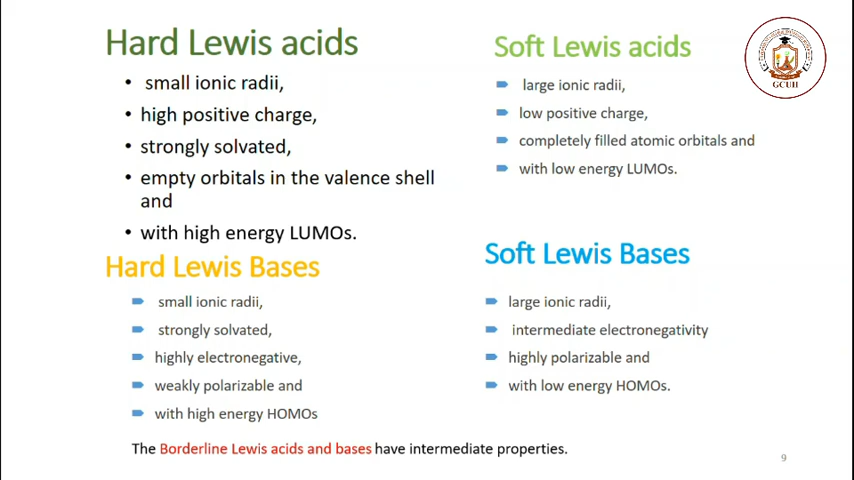 Hard Lewis acids
• small ionic radii,
• high positive charge,
• strongly solvated,
• empty orbitals in the valence shell
and
• with high energy LUMOs.
Soft Lewis acids
large ionic radii,
low positive charge,
completely filled atomic orbitals and
with low energy LUMOs.
GCUH
Hard Lewis Bases
small ionic radii,
strongly solvated,
highly electronegative,
weakly polarizable and
with high energy HOMOs
Soft Lewis Bases
large ionic radii,
intermediate electronegativity
highly polarizable and
with low energy HOMOs.
The Borderline Lewis acids and bases have intermediate properties.
9